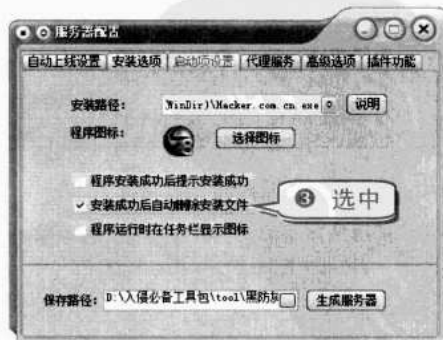 服务器配置
自动上线设置 安装选项 启动项设置 代理服务 高级选项 插件功能
安装路径: WinDir)\Hacker.com.cn.exe 说明
程序图标: 选择图标
程序安装成功后提示安装成功
安装成功后自动删除安装文件 ❸ 选中
程序运行时在任务栏显示图标
保存路径: D:\入侵必备工具包\tool\黑防 生成服务器